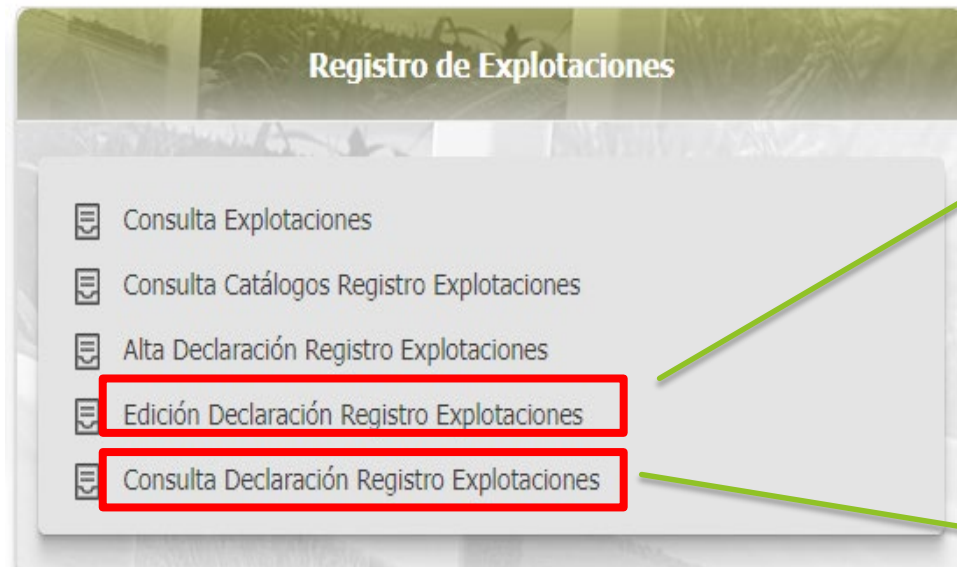 Registro de Explotaciones
Consulta Explotaciones
Consulta Catálogos Registro Explotaciones
Alta Declaración Registro Explotaciones
Edición Declaración Registro Explotaciones
Consulta Declaración Registro Explotaciones